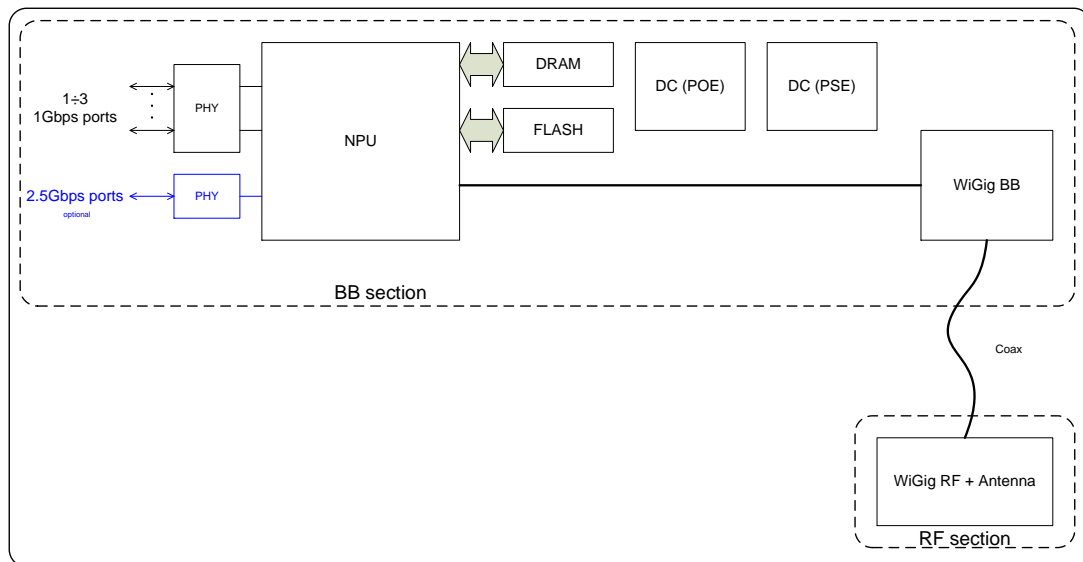 DRAM
DC (POE)
DC (PSE)
1÷3
1Gbps ports
PHY
NPU
FLASH
WiGig BB
2.5Gbps ports
optional
PHY
BB section
Coax
WiGig RF + Antenna
RF section